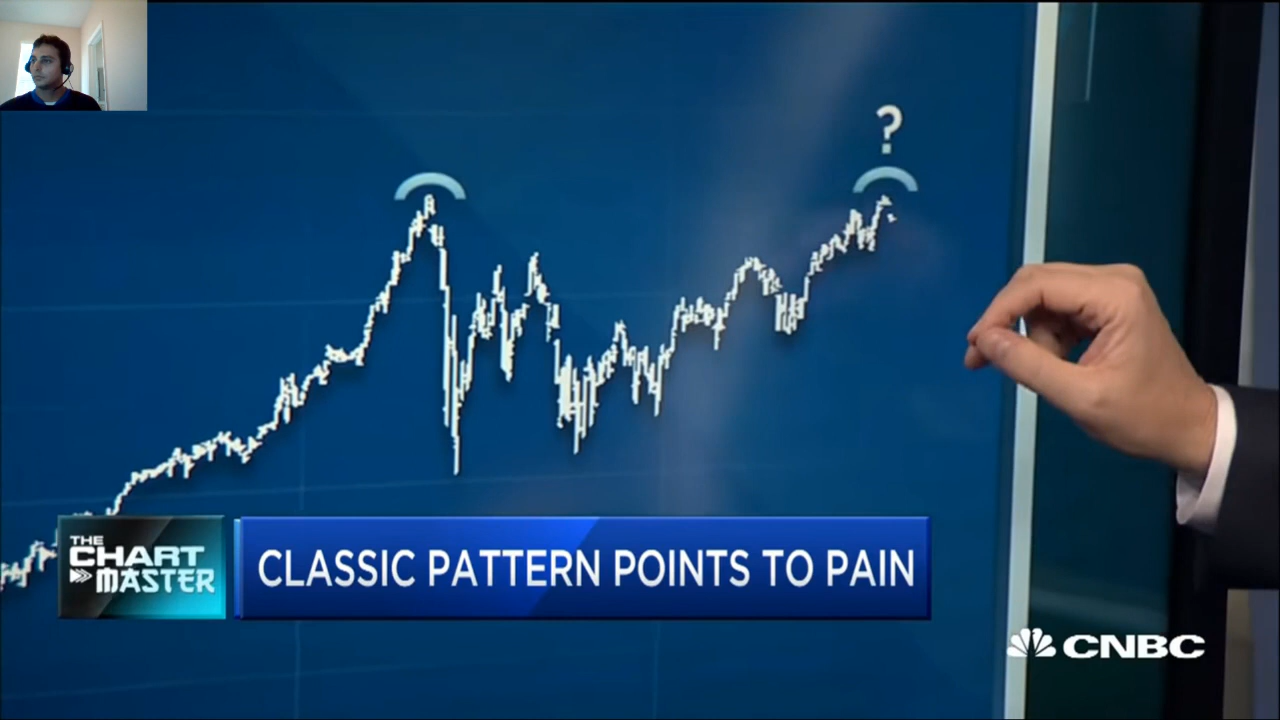 ?
THE
CHART
MASTER
CLASSIC PATTERN POINTS TO PAIN
CNBC